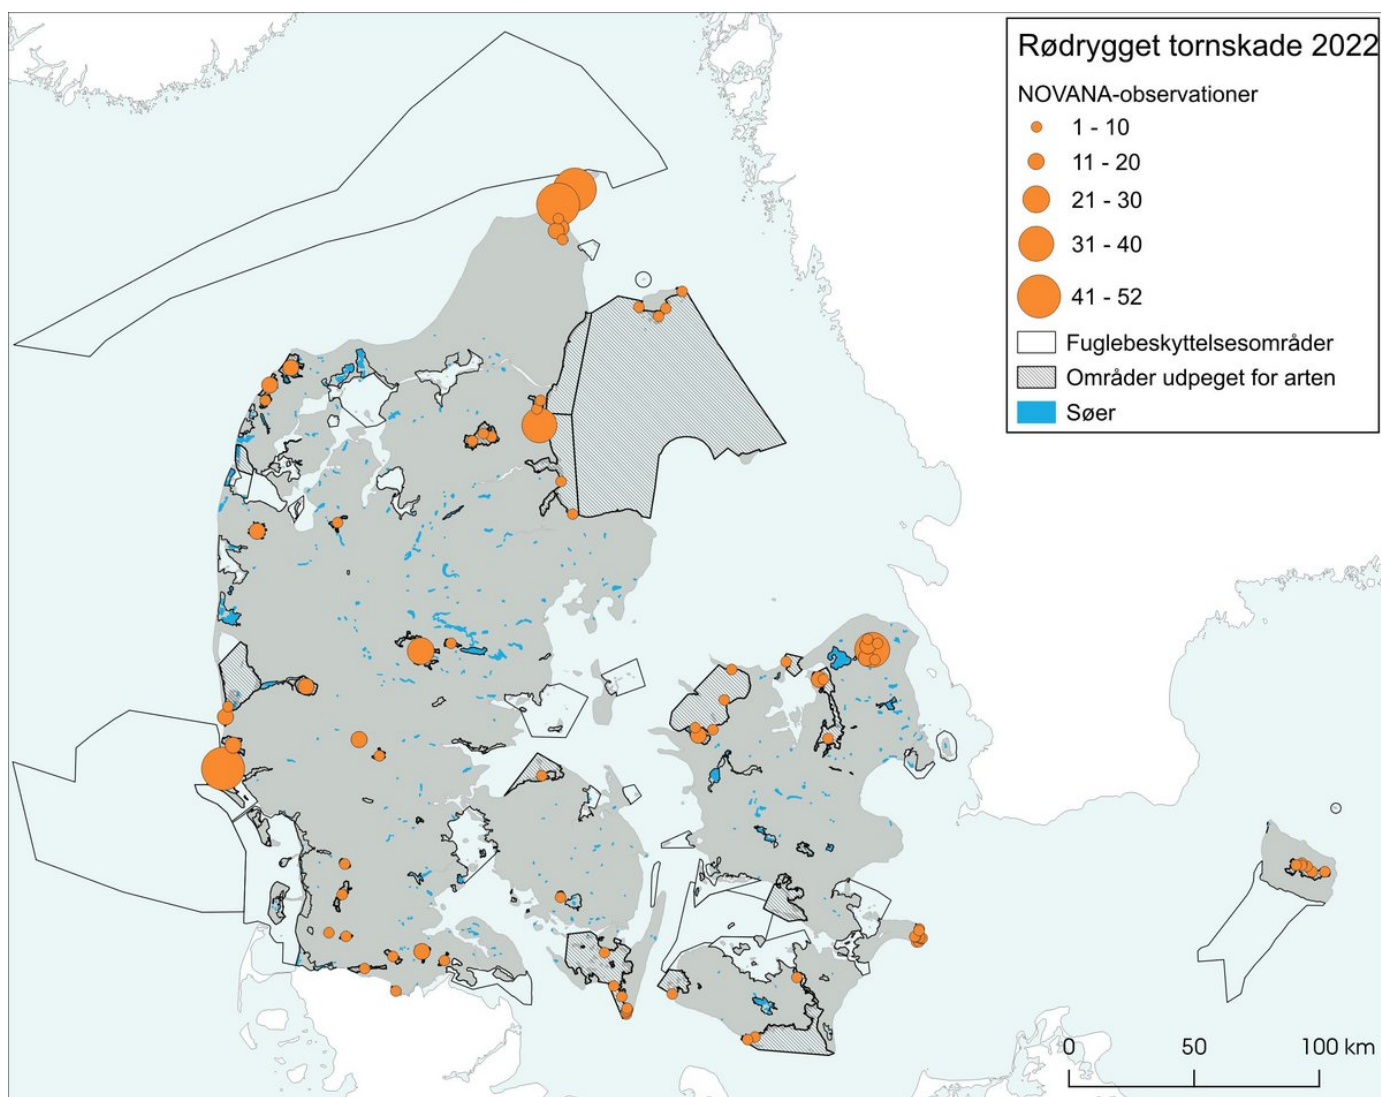 Rødrygget tornskade 2022
NOVANA-observationer
1 - 10
11 - 20
21 - 30
31 - 40
41 - 52
Fuglebeskyttelsesområder
Områder udpeget for arten
Søer
0 50 100 km